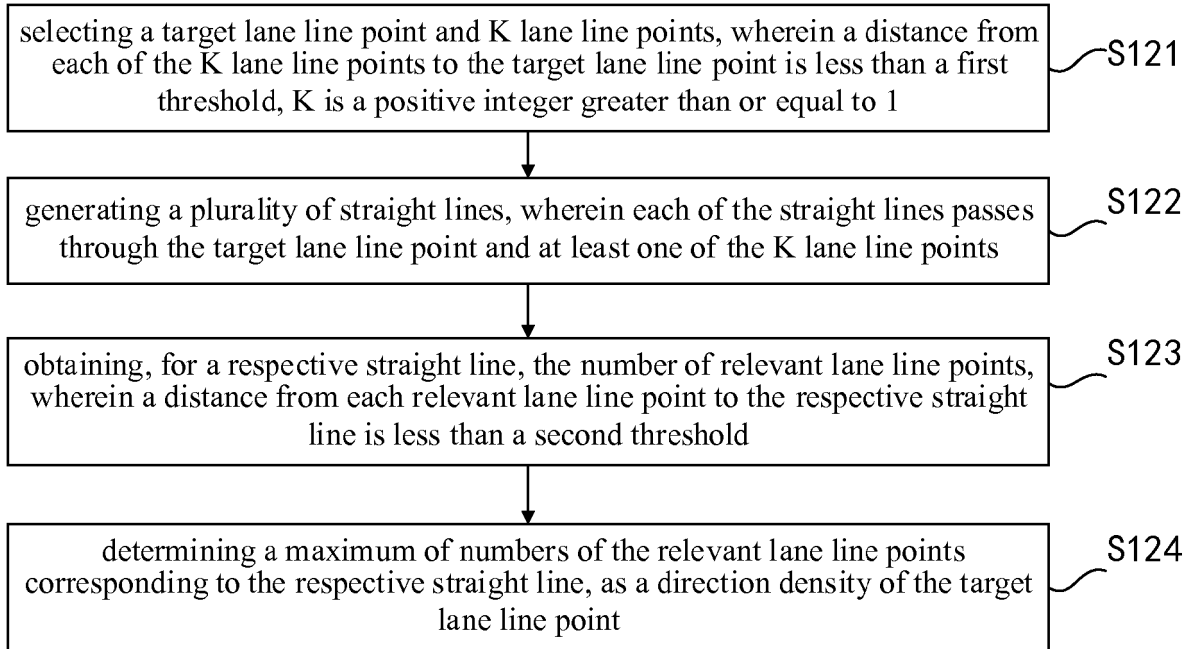 selecting a target lane line point and K lane line points, wherein a distance from
each of the K lane line points to the target lane line point is less than a first
threshold, K is a positive integer greater than or equal to 1
S121
generating a plurality of straight lines, wherein each of the straight lines passes
through the target lane line point and at least one of the K lane line points
S122
obtaining, for a respective straight line, the number of relevant lane line points,
wherein a distance from each relevant lane line point to the respective straight
line is less than a second threshold
S123
determining a maximum of numbers of the relevant lane line points
corresponding to the respective straight line, as a direction density of the target
lane line point
S124